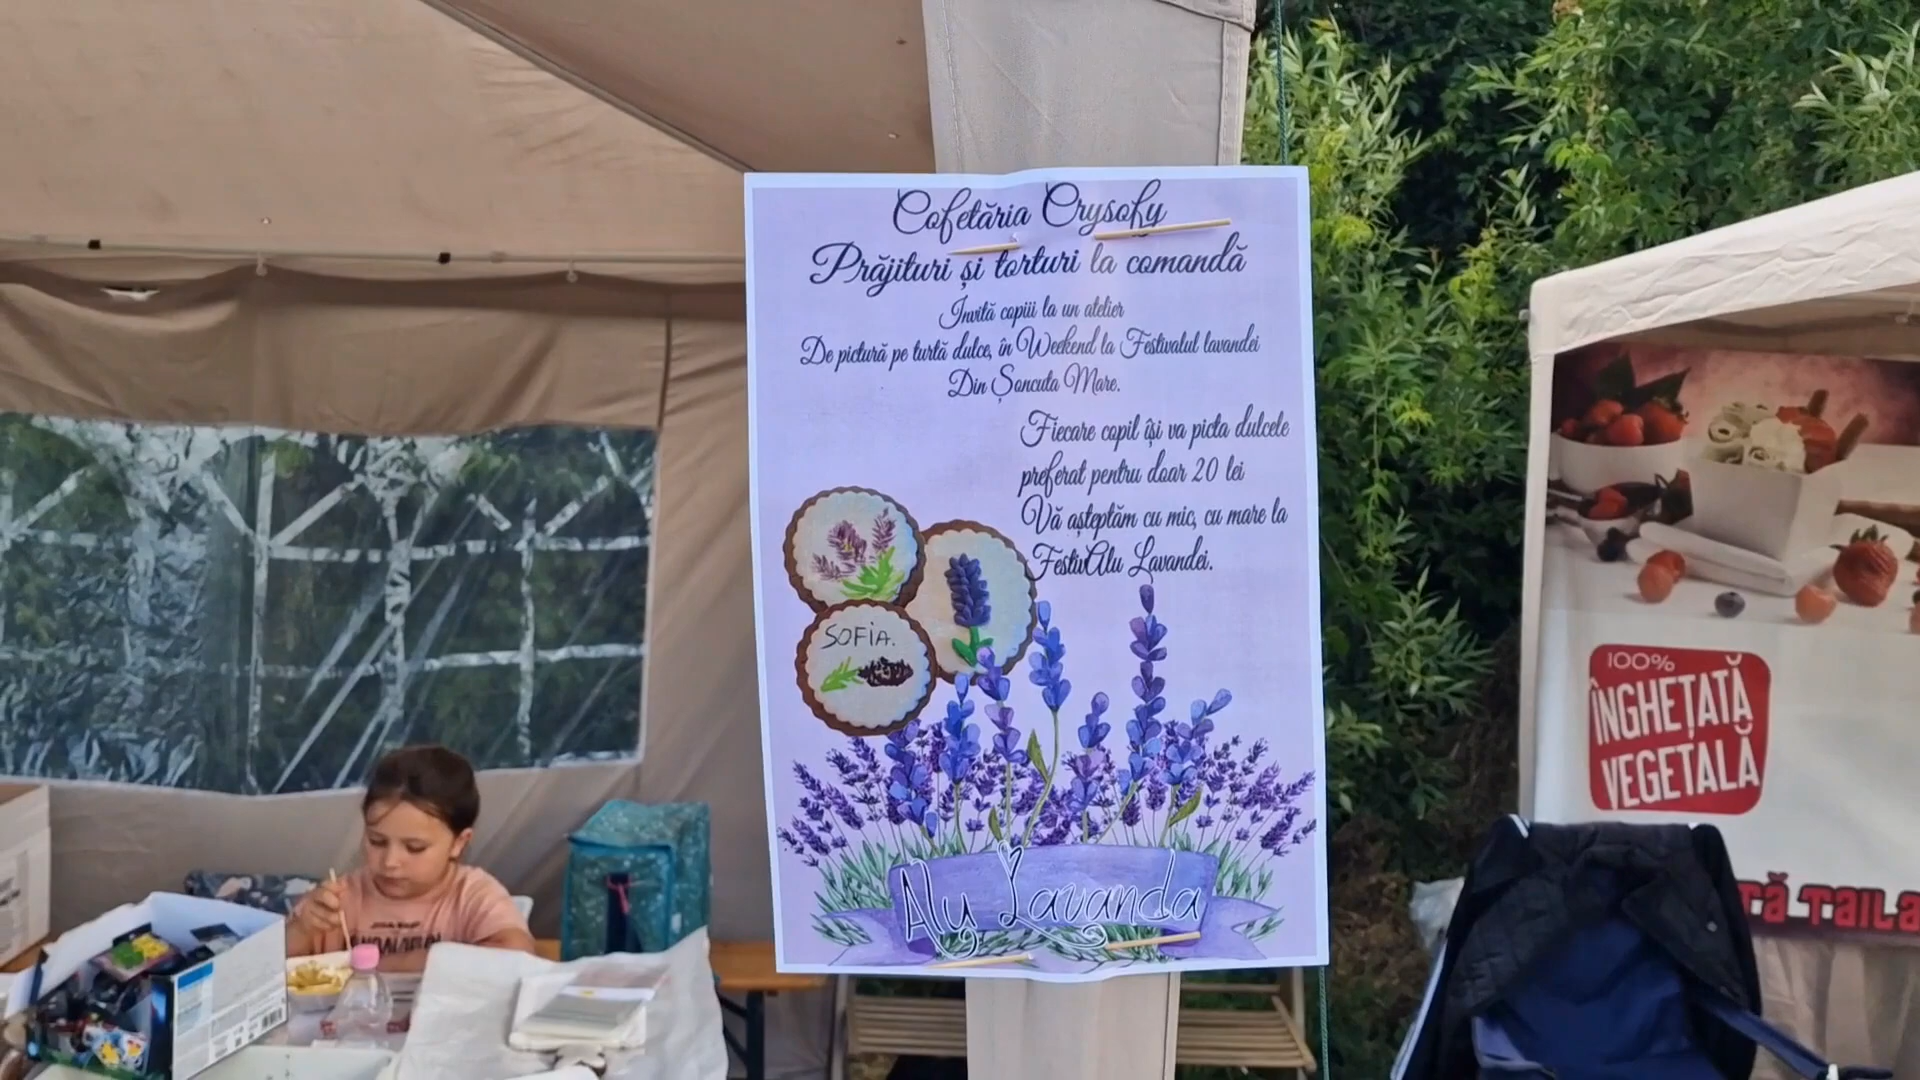 Cofetăria Crysofy
Prăjituri și torturi la comandă
Invită copiii la un atelier
De pictură pe turtă dulce, în Weekend la Festivalul lavandei
Din Șoncuta Mare.
Fiecare copil își va picta dulcele
preferat pentru doar 20 lei
Vă așteptăm cu mic, cu mare la
FestivAlu Lavandei.
SOFIA.
Aly Lavanda
100%
ÎNGHEȚATĂ
VEGETALĂ